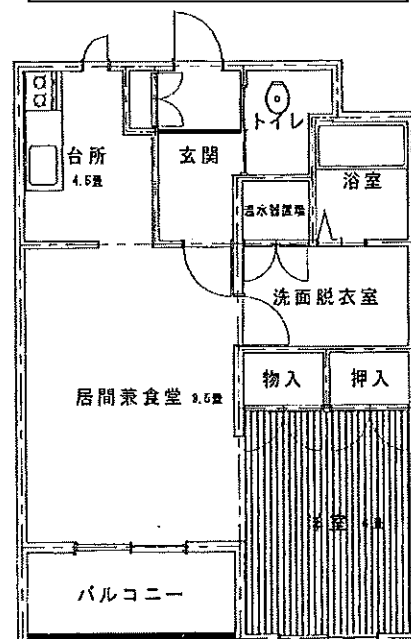 トイレ
台所
4.5畳
玄関
浴室
温水器置場
洗面脱衣室
物入
押入
居間兼食堂 9.5畳
洋室
バルコニー